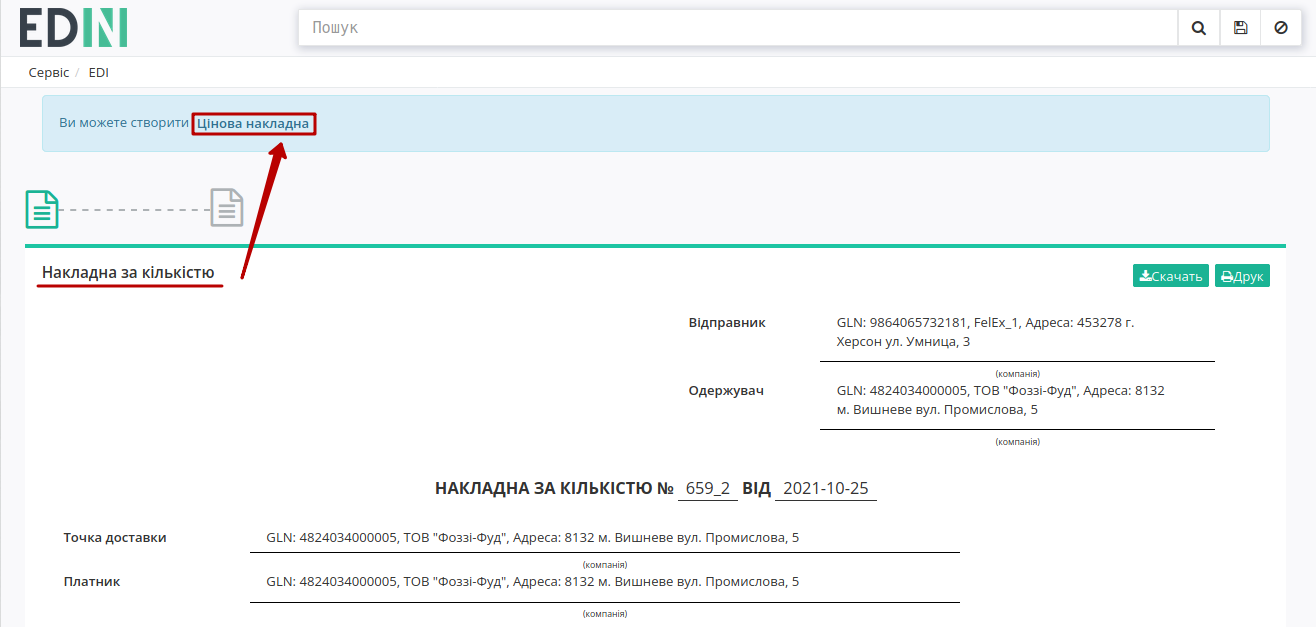 EDIN
Пошук
Сервіс / EDI
Ви можете створити Цінова накладна
Накладна за кількістю
Скачать Друк
Відправник GLN: 9864065732181, FelEx_1, Адреса: 453278 г.
Херсон ул. Умница, 3
(компанія)
Одержувач GLN: 4824034000005, ТОВ "Фоззі-Фуд", Адреса: 8132
м. Вишневе вул. Промислова, 5
(компанія)
НАКЛАДНА ЗА КІЛЬКІСТЮ № 659_2 ВІД 2021-10-25
Точка доставки GLN: 4824034000005, ТОВ "Фоззі-Фуд", Адреса: 8132 м. Вишневе вул. Промислова, 5
(компанія)
Платник GLN: 4824034000005, ТОВ "Фоззі-Фуд", Адреса: 8132 м. Вишневе вул. Промислова, 5
(компанія)